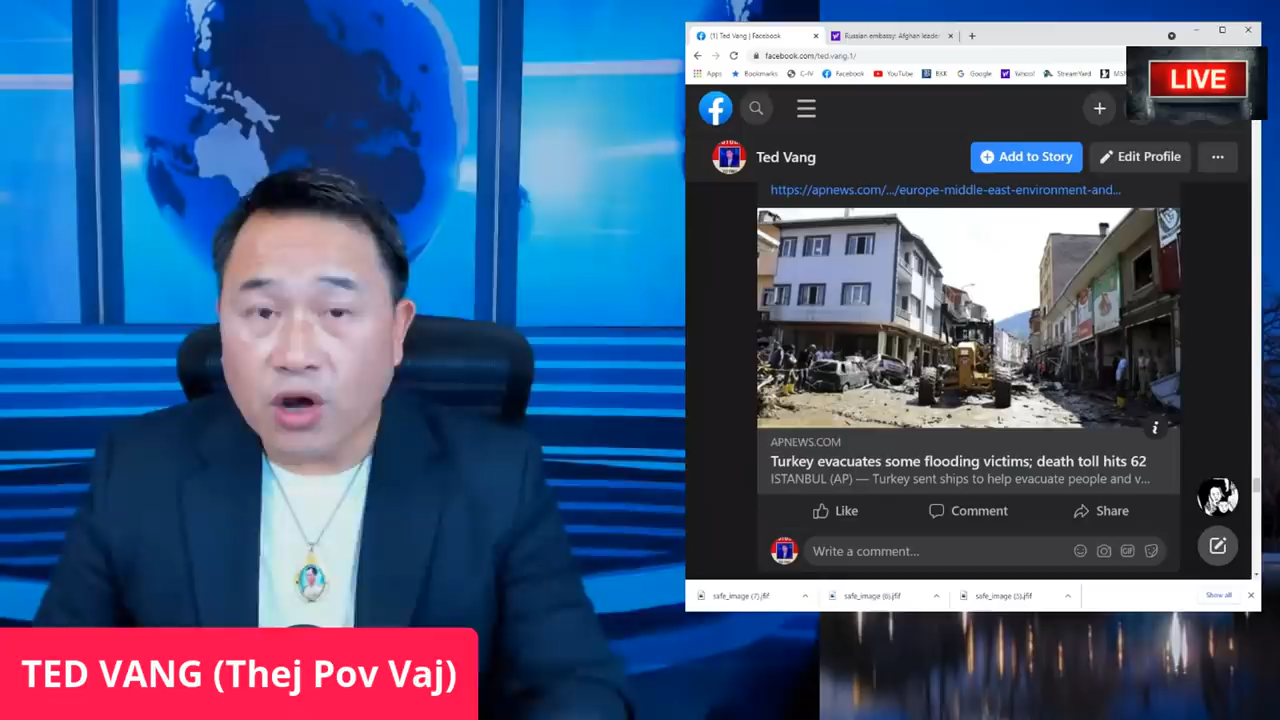 (1) Ted Vang | Facebook
Russian embassy: Afghan leade
facebook.com/ted.vang.1/
Apps
Bookmarks
Facebook
YouTube
BKK
Google
Yahoo!
StreamYard
LIVE
Ted Vang
Add to Story
Edit Profile
https://apnews.com/.../europe-middle-east-environment-and...
APNEWS.COM
Turkey evacuates some flooding victims; death toll hits 62
ISTANBUL (AP) — Turkey sent ships to help evacuate people and v...
Like
Comment
Share
Write a comment...
GIF
safe_image (7).jfif
safe_image (6).jfif
safe_image (5).jfif
Show all
TED VANG (Thej Pov Vaj)